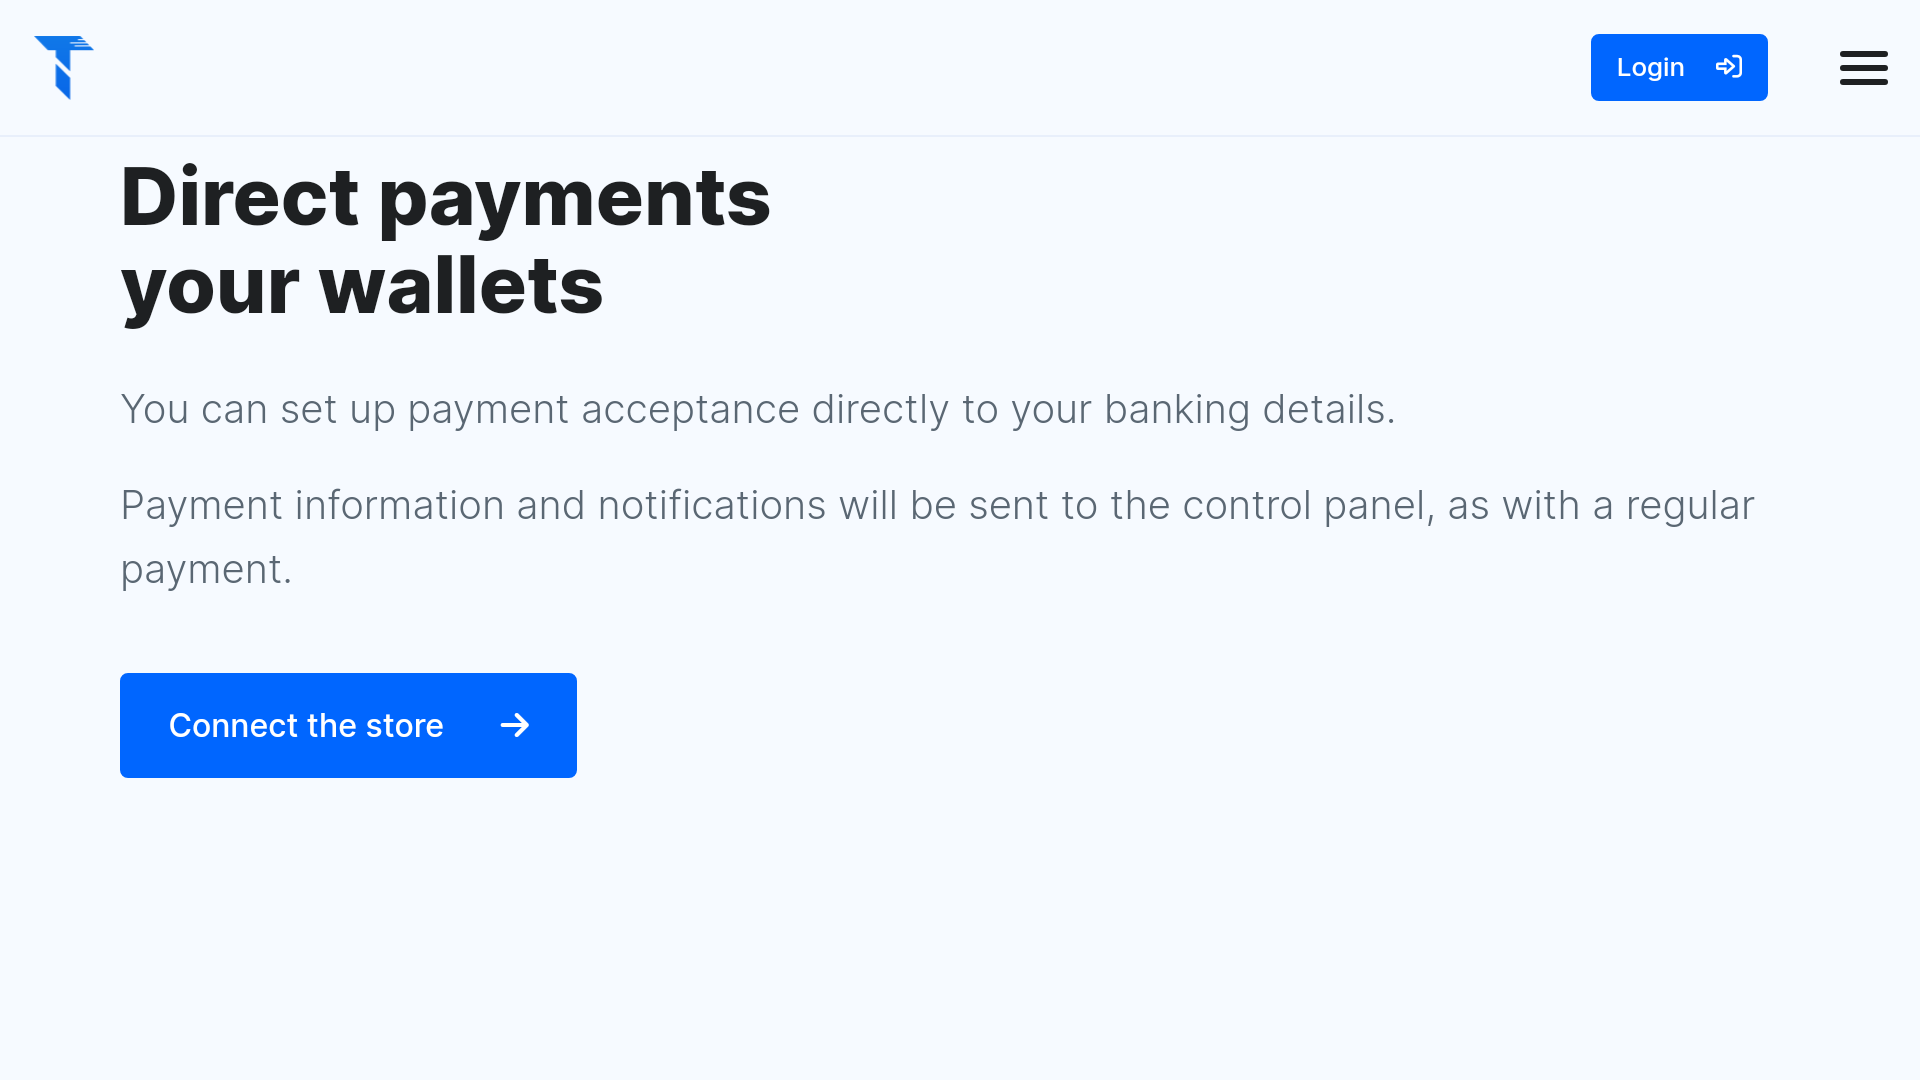 Login
Direct payments
your wallets
You can set up payment acceptance directly to your banking details.
Payment information and notifications will be sent to the control panel, as with a regular
payment.
Connect the store